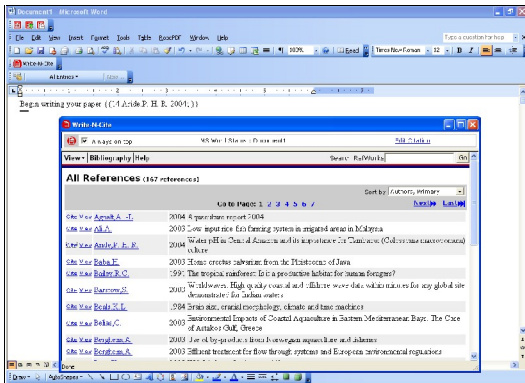 Document1 Microsoft Word
File Edit View Insert Format Tools Table RosePDF Window Help
Type a question for help
100% Read Times New Roman 12 B I
Write-N-Cite
All Entries New
Begin writing your paper {{14 Aride,P. H. R. 2004; }}
Write-N-Cite
Always on top MS Word Status : Document1 Edit Citation
View Bibliography Help Search RefWorks Go
All References (167 references)
Sort by Authors, Primary
Go to Page: 1 2 3 4 5 6 7 Next Last
Cite View Agnalt,A.-L. 2004 Aquaculture report 2004
Cite View Ali,A. 2003 Low input rice fish farming system in irrigated areas in Malaysia
Cite View Aride,P. H. R. 2004 Water pH in Central Amazon and its importance for Tambaqui (Colossoma macropomum)
culture
Cite View Baba,H. 2003 Homo erectus calvarium from the Pleistocene of Java
Cite View Bailey,R.C. 1991 The tropical rainforest: Is it a productive habitat for human foragers?
Cite View 2003 Worldwaves: High quality coastal and offshore wave data within minutes for any global site
demonstrated for Indian waters
Cite View Beals,K.L. 1984 Brain size, cranial morphology, climate and time machines
Cite View Belias,C. 2003 Environmental Impacts of Coastal Aquaculture in Eastern Mediterranean Bays. The Case
of Astakos Gulf, Greece
Cite View Bergheim,A. 2003 Use of by-products from Norwegian aquaculture and fisheries
Cite View Bergheim,A. 2003 Effluent treatment for flow through systems and European environmental regulations
Done
Draw AutoShapes